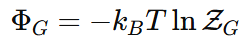 Φ_G = −k_B T ln 𝒵_G